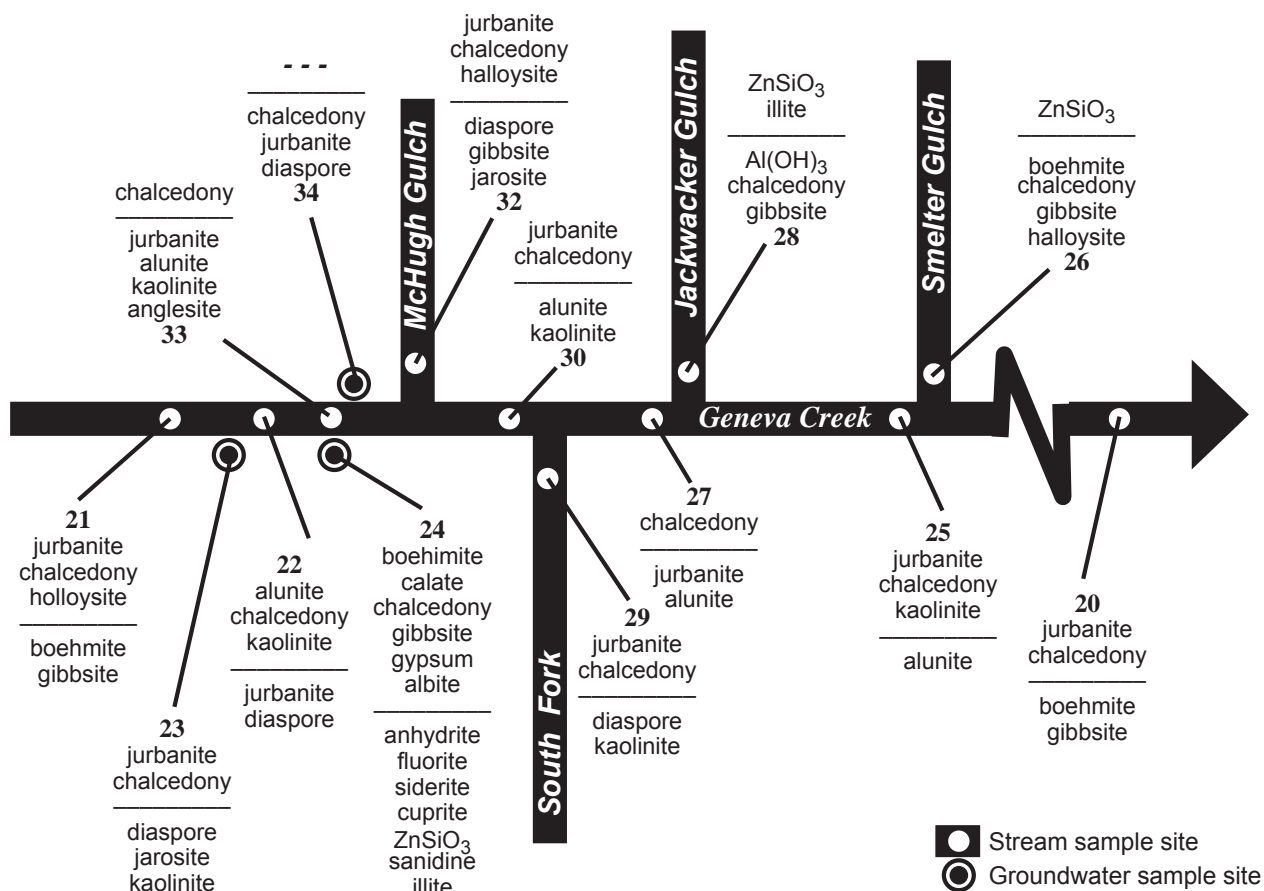 - - -
chalcedony
jurbanite
diaspore
34
jurbanite
chalcedony
halloysite
diaspore
gibbsite
jarosite
32
ZnSiO3
illite
Al(OH)3
chalcedony
gibbsite
28
ZnSiO3
boehmite
chalcedony
gibbsite
halloysite
26
chalcedony
jurbanite
alunite
kaolinite
anglesite
33
jurbanite
chalcedony
alunite
kaolinite
30
McHugh Gulch
Jackwacker Gulch
Smelter Gulch
Geneva Creek
South Fork
21
jurbanite
chalcedony
holloysite
boehmite
gibbsite
23
jurbanite
chalcedony
diaspore
jarosite
kaolinite
22
alunite
chalcedony
kaolinite
jurbanite
diaspore
24
boehimite
calate
chalcedony
gibbsite
gypsum
albite
anhydrite
fluorite
siderite
cuprite
ZnSiO3
sanidine
illite
29
jurbanite
chalcedony
diaspore
kaolinite
27
chalcedony
jurbanite
alunite
25
jurbanite
chalcedony
kaolinite
alunite
20
jurbanite
chalcedony
boehmite
gibbsite
Stream sample site
Groundwater sample site